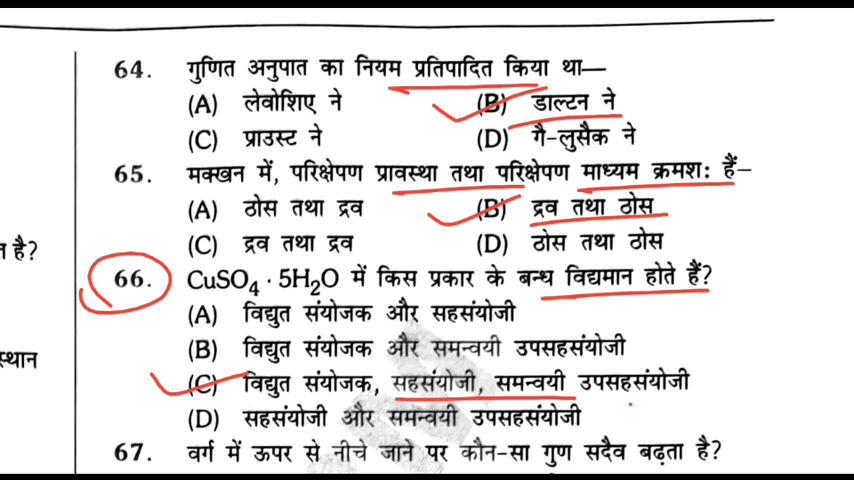 64. गुणित अनुपात का नियम प्रतिपादित किया था—
(A) लेवोशिए ने (B) डाल्टन ने
(C) प्राउस्ट ने (D) गै-लुसैक ने
65. मक्खन में, परिक्षेपण प्रावस्था तथा परिक्षेपण माध्यम क्रमशः हैं-
(A) ठोस तथा द्रव (B) द्रव तथा ठोस
(C) द्रव तथा द्रव (D) ठोस तथा ठोस
त है?
66. CuSO₄ · 5H₂O में किस प्रकार के बन्ध विद्यमान होते हैं?
(A) विद्युत संयोजक और सहसंयोजी
(B) विद्युत संयोजक और समन्वयी उपसहसंयोजी
स्थान
(C) विद्युत संयोजक, सहसंयोजी, समन्वयी उपसहसंयोजी
(D) सहसंयोजी और समन्वयी उपसहसंयोजी
67. वर्ग में ऊपर से नीचे जाने पर कौन-सा गुण सदैव बढ़ता है?